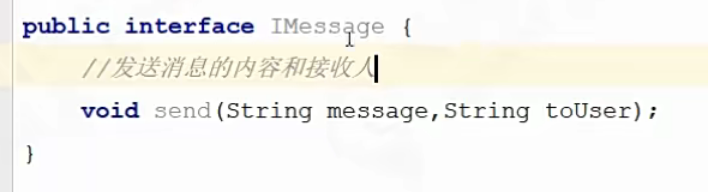 public interface IMessage {
//发送消息的内容和接收人
void send(String message,String toUser);
}